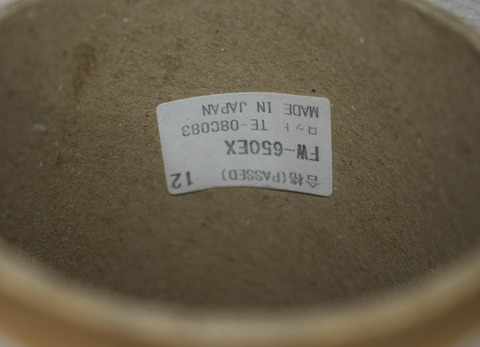 合格(PASSED) 12
FW-650EX
ロット TE-08C083
MADE IN JAPAN